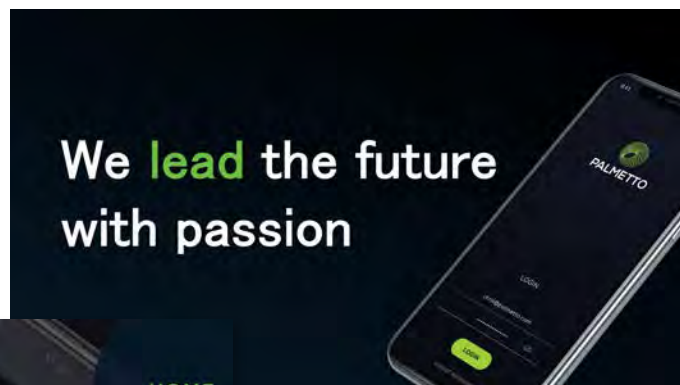 We lead the future
with passion
PALMETTO
LOGIN
LOGIN